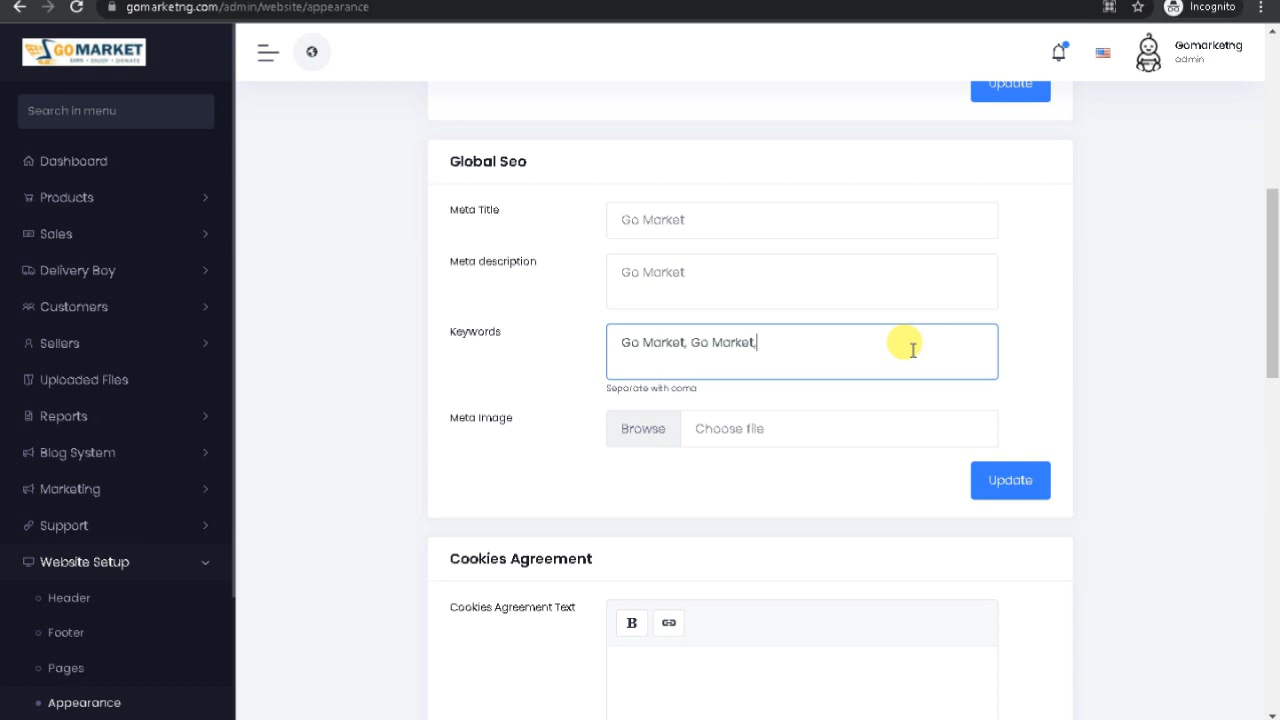 gomarketng.com/admin/website/appearance
Incognito
GOMARKET
EARN • ENJOY • DONATE
Gomarketng
admin
Search in menu
Update
Dashboard
Global Seo
Products
Meta Title
Go Market
Sales
Meta description
Go Market
Delivery Boy
Customers
Keywords
Go Market, Go Market,
Sellers
Separate with coma
Uploaded Files
Meta Image
Browse
Choose file
Reports
Blog System
Marketing
Update
Support
Website Setup
Cookies Agreement
Header
Cookies Agreement Text
B
Footer
Pages
Appearance